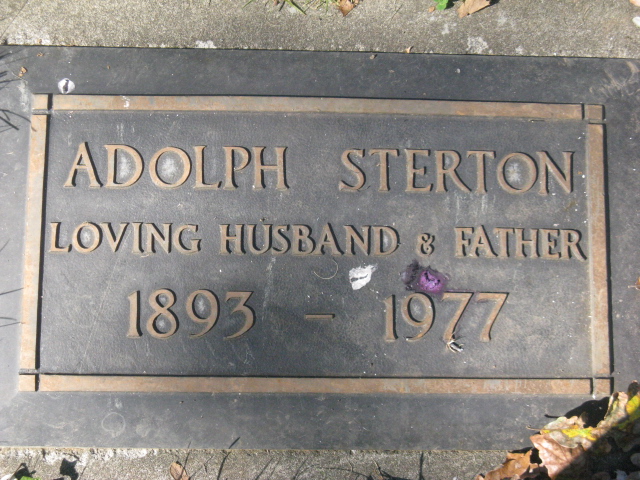 ADOLPH STERTON
LOVING HUSBAND & FATHER
1893 – 1977